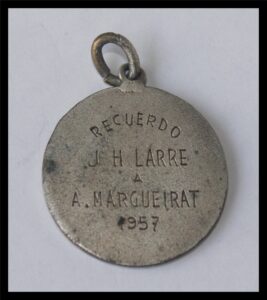 RECUERDO
J H LARRE
A
A. MARGUEIRAT
1957